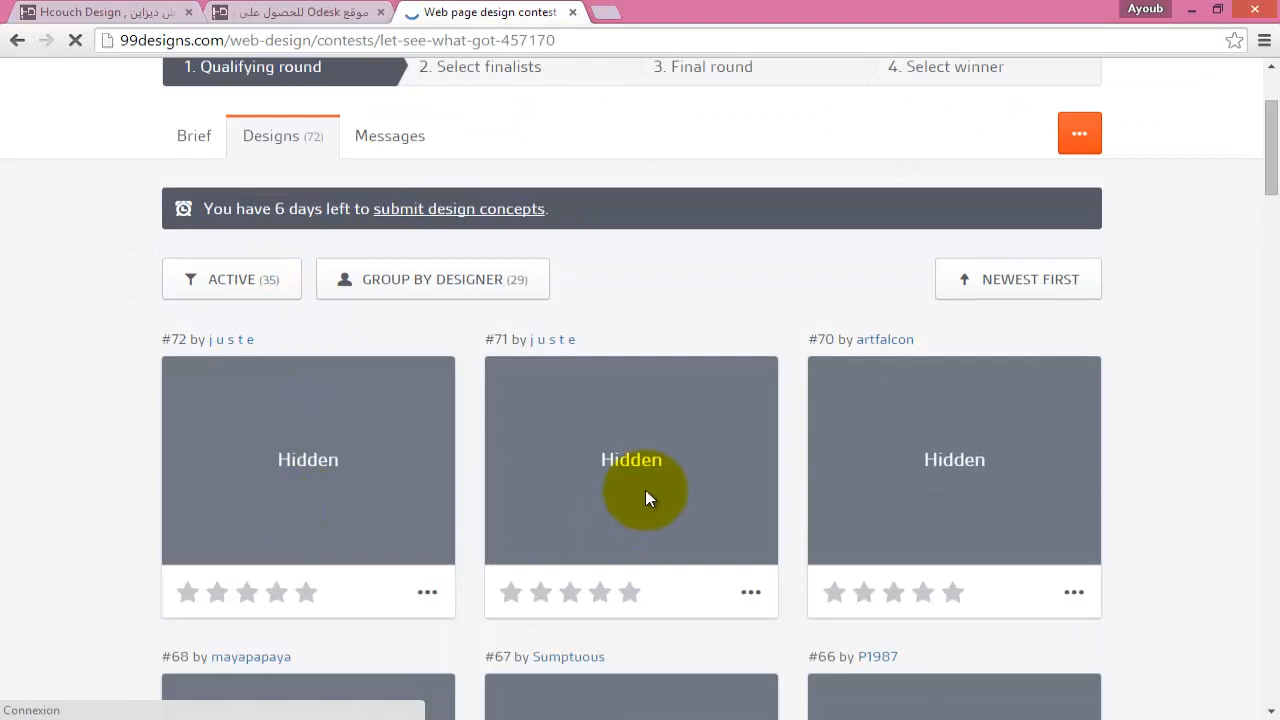 Hcouch Design , ش ديزاين
موقع Odesk للحصول على
Web page design contest
Ayoub
99designs.com/web-design/contests/let-see-what-got-457170
1. Qualifying round
2. Select finalists
3. Final round
4. Select winner
Brief
Designs (72)
Messages
You have 6 days left to submit design concepts.
ACTIVE (35)
GROUP BY DESIGNER (29)
NEWEST FIRST
#72 by j u s t e
#71 by j u s t e
#70 by artfalcon
Hidden
Hidden
Hidden
#68 by mayapapaya
#67 by Sumptuous
#66 by P1987
Connexion